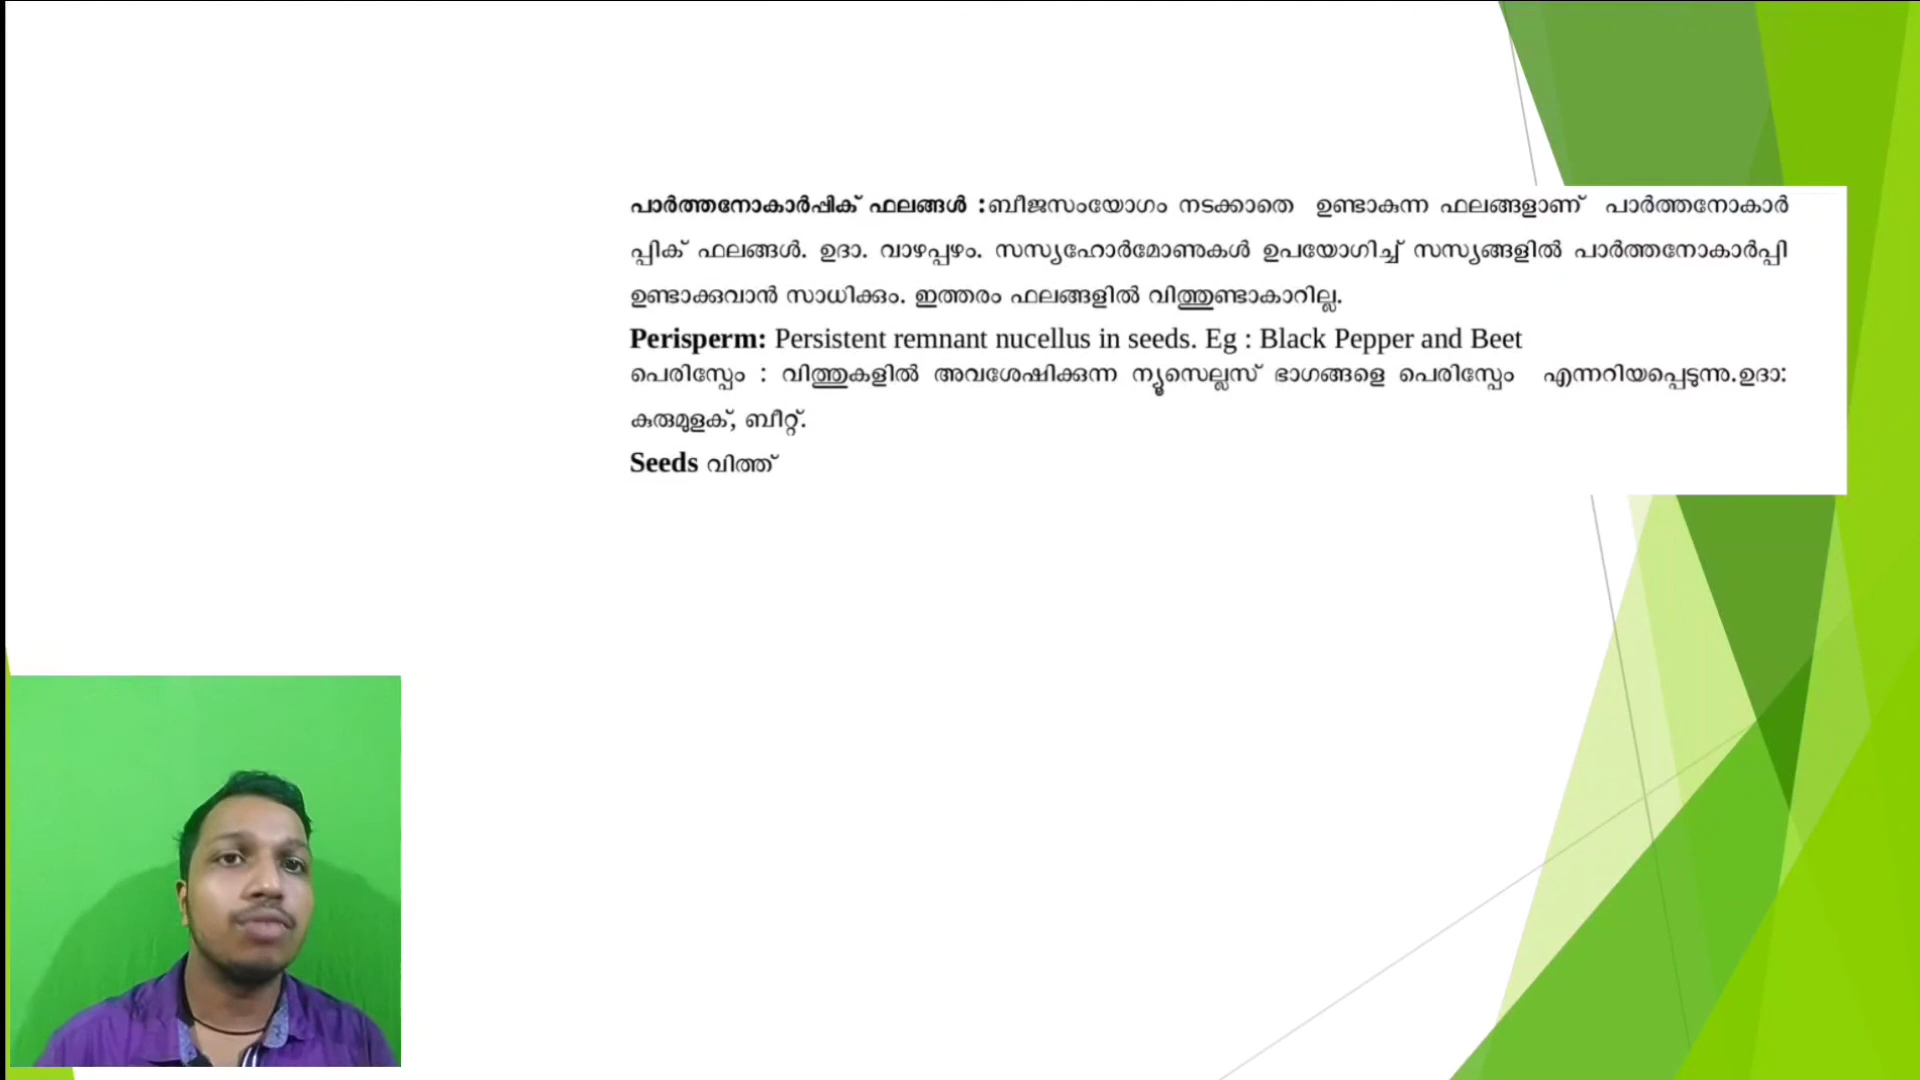 പാർത്തനോകാർപ്പിക് ഫലങ്ങൾ :ബീജസംയോഗം നടക്കാതെ ഉണ്ടാകുന്ന ഫലങ്ങളാണ് പാർത്തനോകാർ
പ്പിക് ഫലങ്ങൾ. ഉദാ. വാഴപ്പഴം. സസ്യഹോർമോണുകൾ ഉപയോഗിച്ച് സസ്യങ്ങളിൽ പാർത്തനോകാർപ്പി
ഉണ്ടാക്കുവാൻ സാധിക്കും. ഇത്തരം ഫലങ്ങളിൽ വിത്തുണ്ടാകാറില്ല.
Perisperm: Persistent remnant nucellus in seeds. Eg : Black Pepper and Beet
പെരിസ്പേം : വിത്തുകളിൽ അവശേഷിക്കുന്ന ന്യൂസെല്ലസ് ഭാഗങ്ങളെ പെരിസ്പേം എന്നറിയപ്പെടുന്നു.ഉദാ:
കുരുമുളക്, ബീറ്റ്.
Seeds വിത്ത്